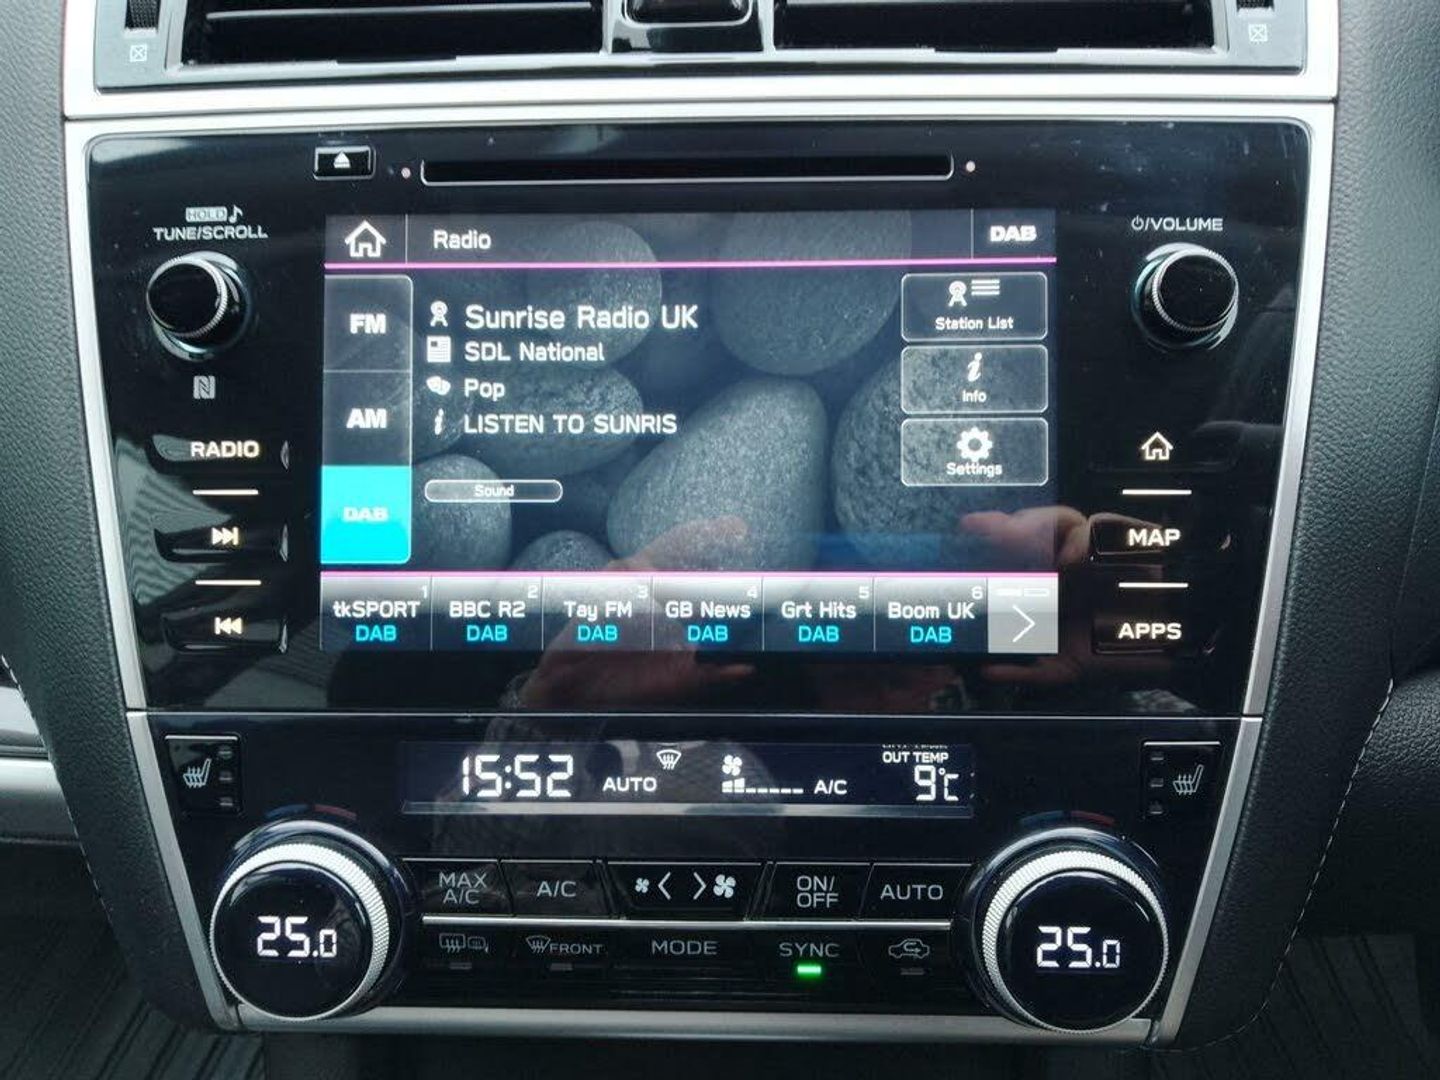 HOLD
TUNE/SCROLL
/VOLUME
Radio
DAB
FM
AM
DAB
Sunrise Radio UK
SDL National
Pop
LISTEN TO SUNRIS
Sound
Station List
Info
Settings
1
tkSPORT
DAB
2
BBC R2
DAB
3
Tay FM
DAB
4
GB News
DAB
5
Grt Hits
DAB
6
Boom UK
DAB
RADIO
MAP
APPS
15:52
AUTO
A/C
OUT TEMP
9°C
25.0
25.0
MAX
A/C
A/C
ON/
OFF
AUTO
FRONT
MODE
SYNC